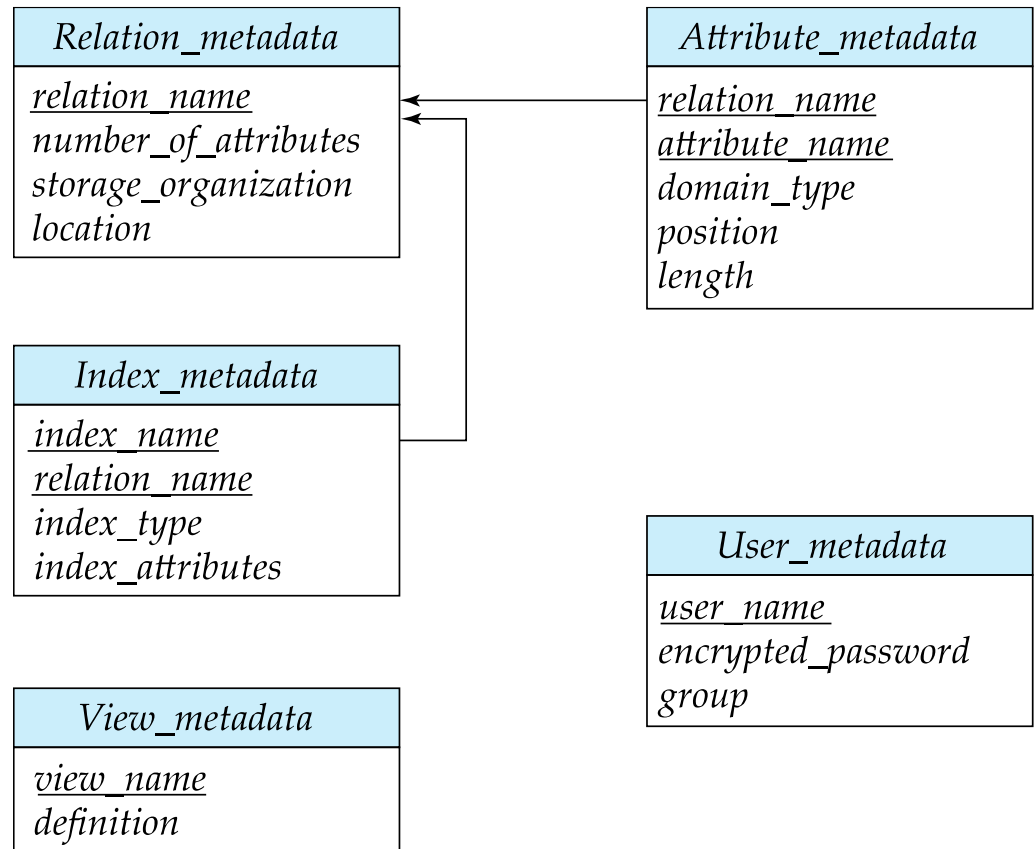 Relation_metadata
relation_name
number_of_attributes
storage_organization
location
Attribute_metadata
relation_name
attribute_name
domain_type
position
length
Index_metadata
index_name
relation_name
index_type
index_attributes
User_metadata
user_name
encrypted_password
group
View_metadata
view_name
definition